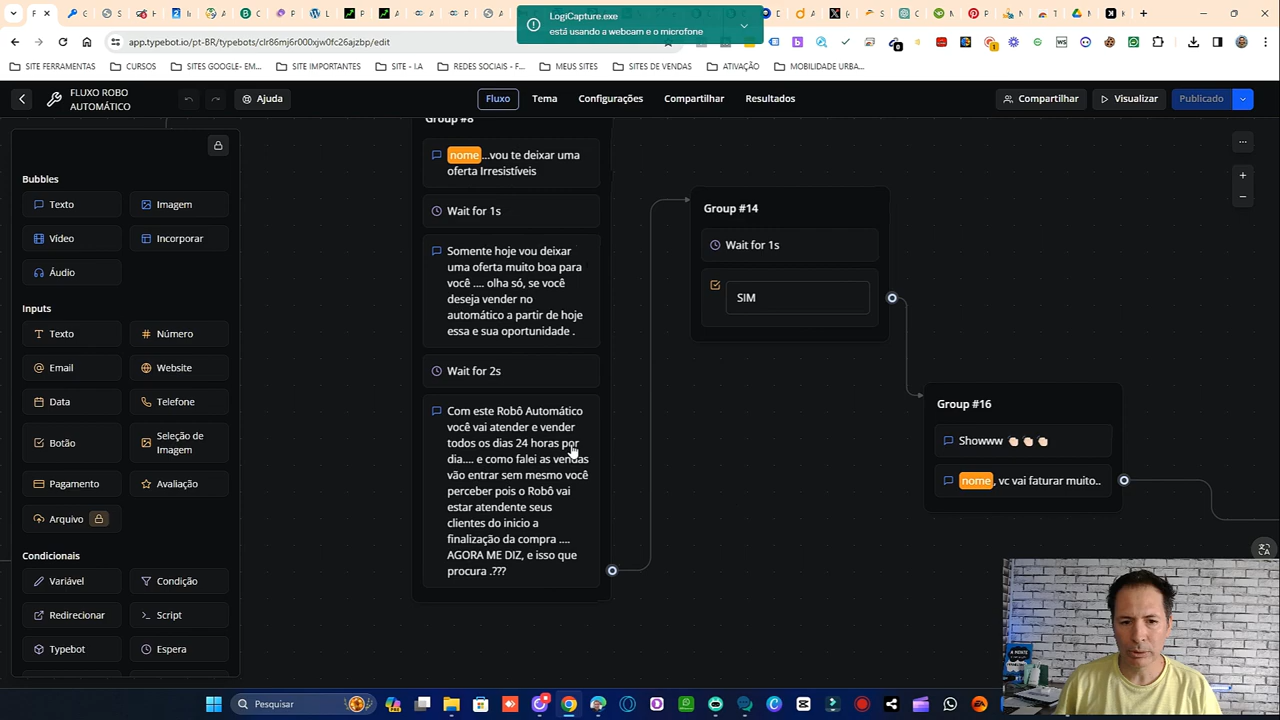 LogiCapture.exe
está usando a webcam e o microfone
app.typebot.io/pt-BR/typebots/clr86mj6r000xjw0fc26ajzbp/edit
SITE FERRAMENTAS
CURSOS
SITES GOOGLE- EM...
SITE IMPORTANTES
SITE - I.A
REDES SOCIAIS - F...
MEUS SITES
SITES DE VENDAS
ATIVAÇÃO
MOBILIDADE URBA...
FLUXO ROBO
AUTOMÁTICO
Ajuda
Fluxo
Tema
Configurações
Compartilhar
Resultados
Compartilhar
Visualizar
Publicado
Bubbles
Texto
Imagem
Vídeo
Incorporar
Áudio
Inputs
Texto
Número
Email
Website
Data
Telefone
Botão
Seleção de
Imagem
Pagamento
Avaliação
Arquivo
Condicionais
Variável
Condição
Redirecionar
Script
Typebot
Espera
Group #8
nome...vou te deixar uma
oferta Irresistíveis
Wait for 1s
Somente hoje vou deixar
uma oferta muito boa para
você .... olha só, se você
deseja vender no
automático a partir de hoje
essa e sua oportunidade .
Wait for 2s
Com este Robô Automático
você vai atender e vender
todos os dias 24 horas por
dia.... e como falei as vendas
vão entrar sem mesmo você
perceber pois o Robô vai
estar atendente seus
clientes do inicio a
finalização da compra ....
AGORA ME DIZ, e isso que
procura .???
Group #14
Wait for 1s
SIM
Group #16
Showww
nome, vc vai faturar muito..
Pesquisar